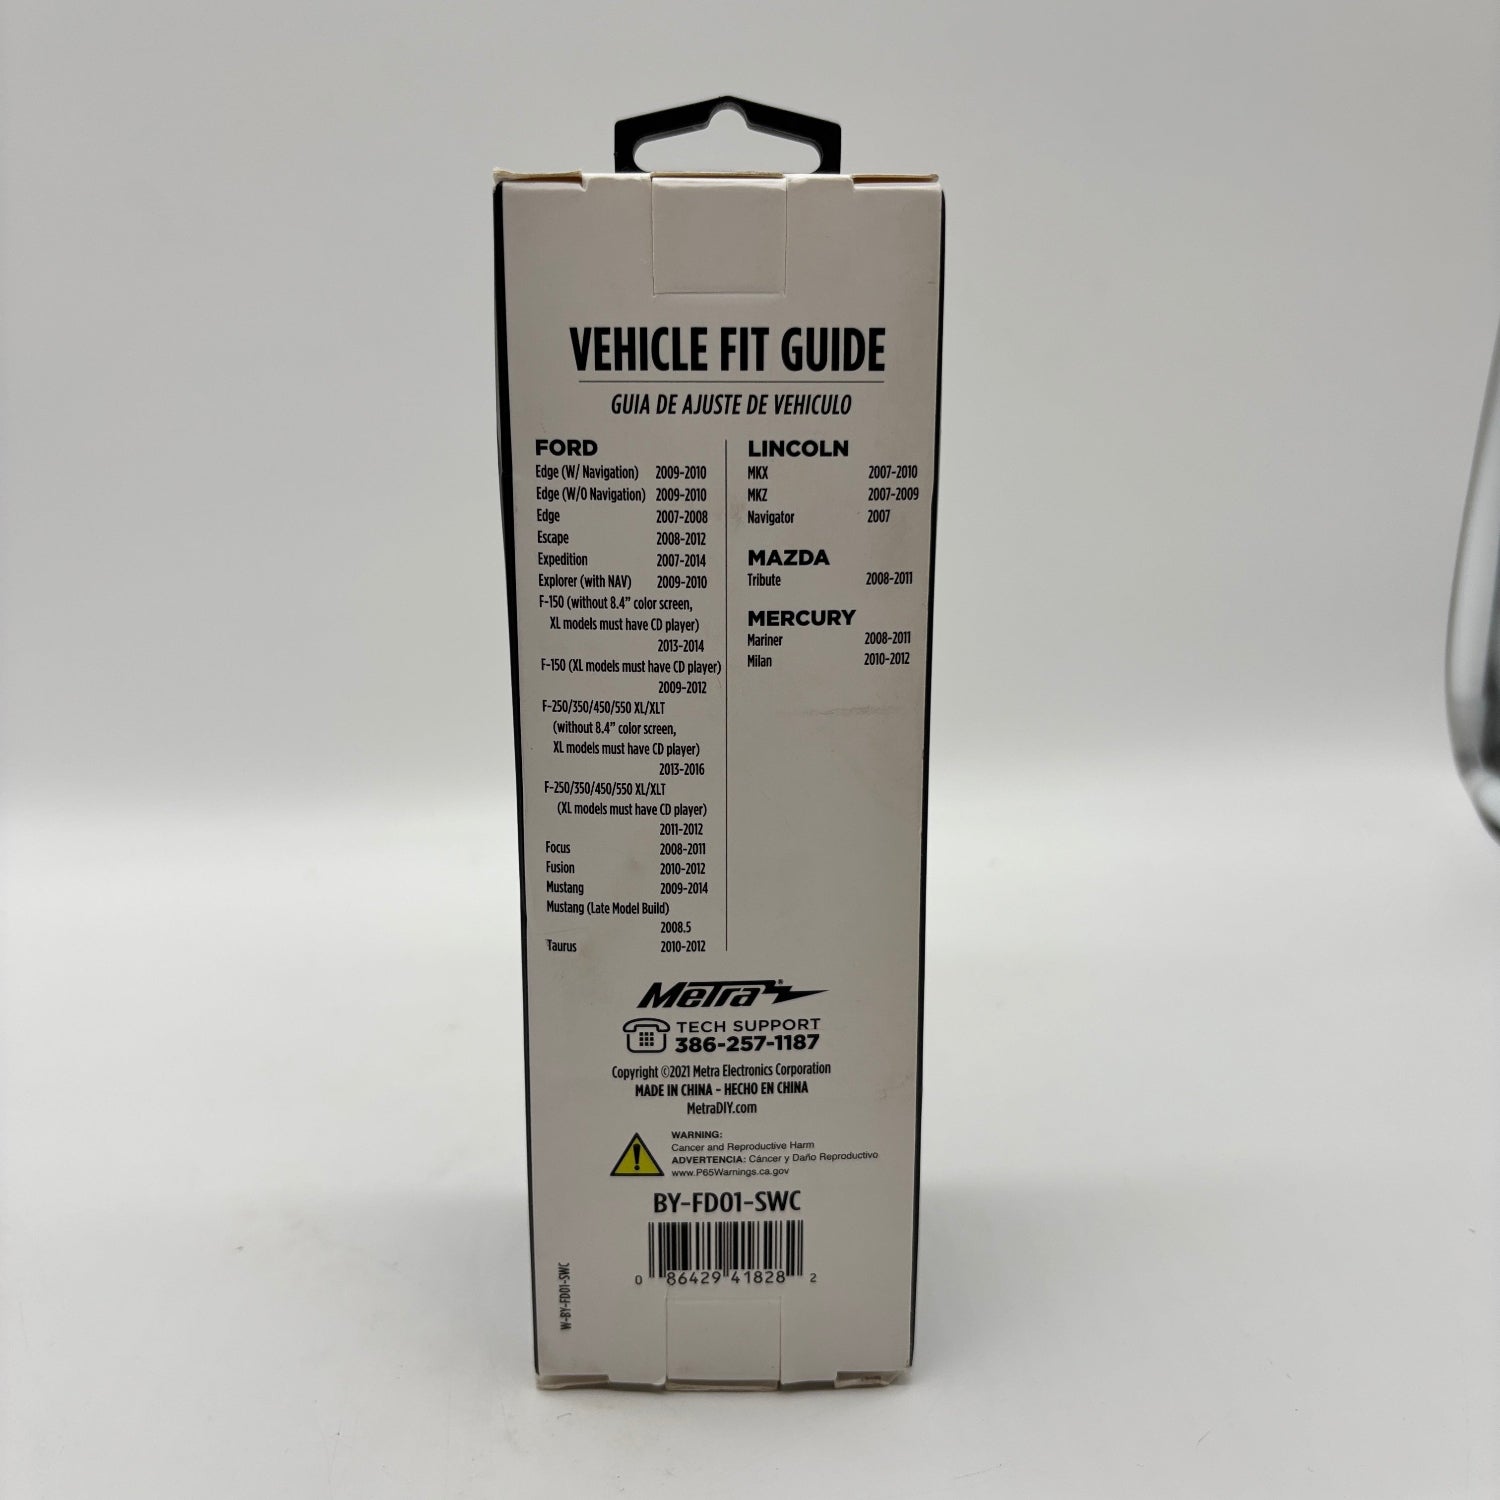 VEHICLE FIT GUIDE
GUIA DE AJUSTE DE VEHICULO
FORD
Edge (W/ Navigation) 2009-2010
Edge (W/O Navigation) 2009-2010
Edge 2007-2008
Escape 2008-2012
Expedition 2007-2014
Explorer (with NAV) 2009-2010
F-150 (without 8.4" color screen,
XL models must have CD player)
2013-2014
F-150 (XL models must have CD player)
2009-2012
F-250/350/450/550 XL/XLT
(without 8.4" color screen,
XL models must have CD player)
2013-2016
F-250/350/450/550 XL/XLT
(XL models must have CD player)
2011-2012
Focus 2008-2011
Fusion 2010-2012
Mustang 2009-2014
Mustang (Late Model Build)
2008.5
Taurus 2010-2012
LINCOLN
MKX 2007-2010
MKZ 2007-2009
Navigator 2007
MAZDA
Tribute 2008-2011
MERCURY
Mariner 2008-2011
Milan 2010-2012
Metra®
TECH SUPPORT
386-257-1187
Copyright ©2021 Metra Electronics Corporation
MADE IN CHINA - HECHO EN CHINA
MetraDIY.com
WARNING:
Cancer and Reproductive Harm
ADVERTENCIA: Cáncer y Daño Reproductivo
www.P65Warnings.ca.gov
BY-FD01-SWC
0 86429 41828 2
W-BY-FD01-SWC